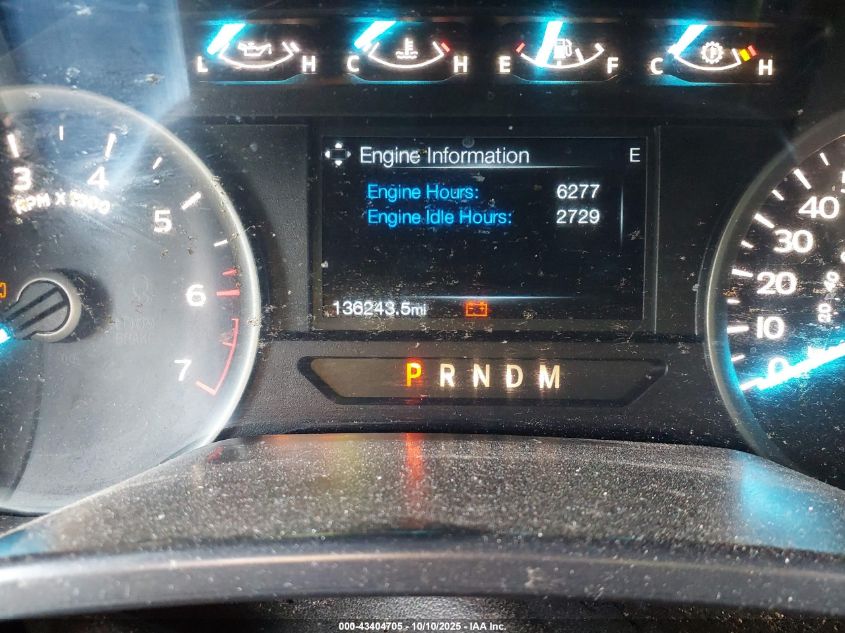 L H C H E F C H
Engine Information E
Engine Hours: 6277
Engine Idle Hours: 2729
136243.5mi
3 4 5 6 7
RPM X 1000
0 10 20 30 40
P R N D M
000-43404705 - 10/10/2025 - IAA Inc.